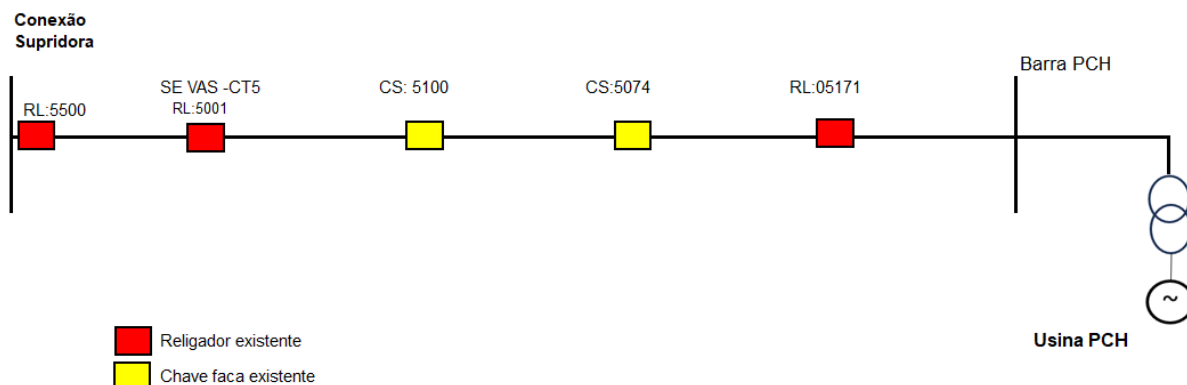 Conexão
Supridora
RL:5500
SE VAS -CT5
RL:5001
CS: 5100
CS:5074
RL:05171
Barra PCH
~
Usina PCH
Religador existente
Chave faca existente